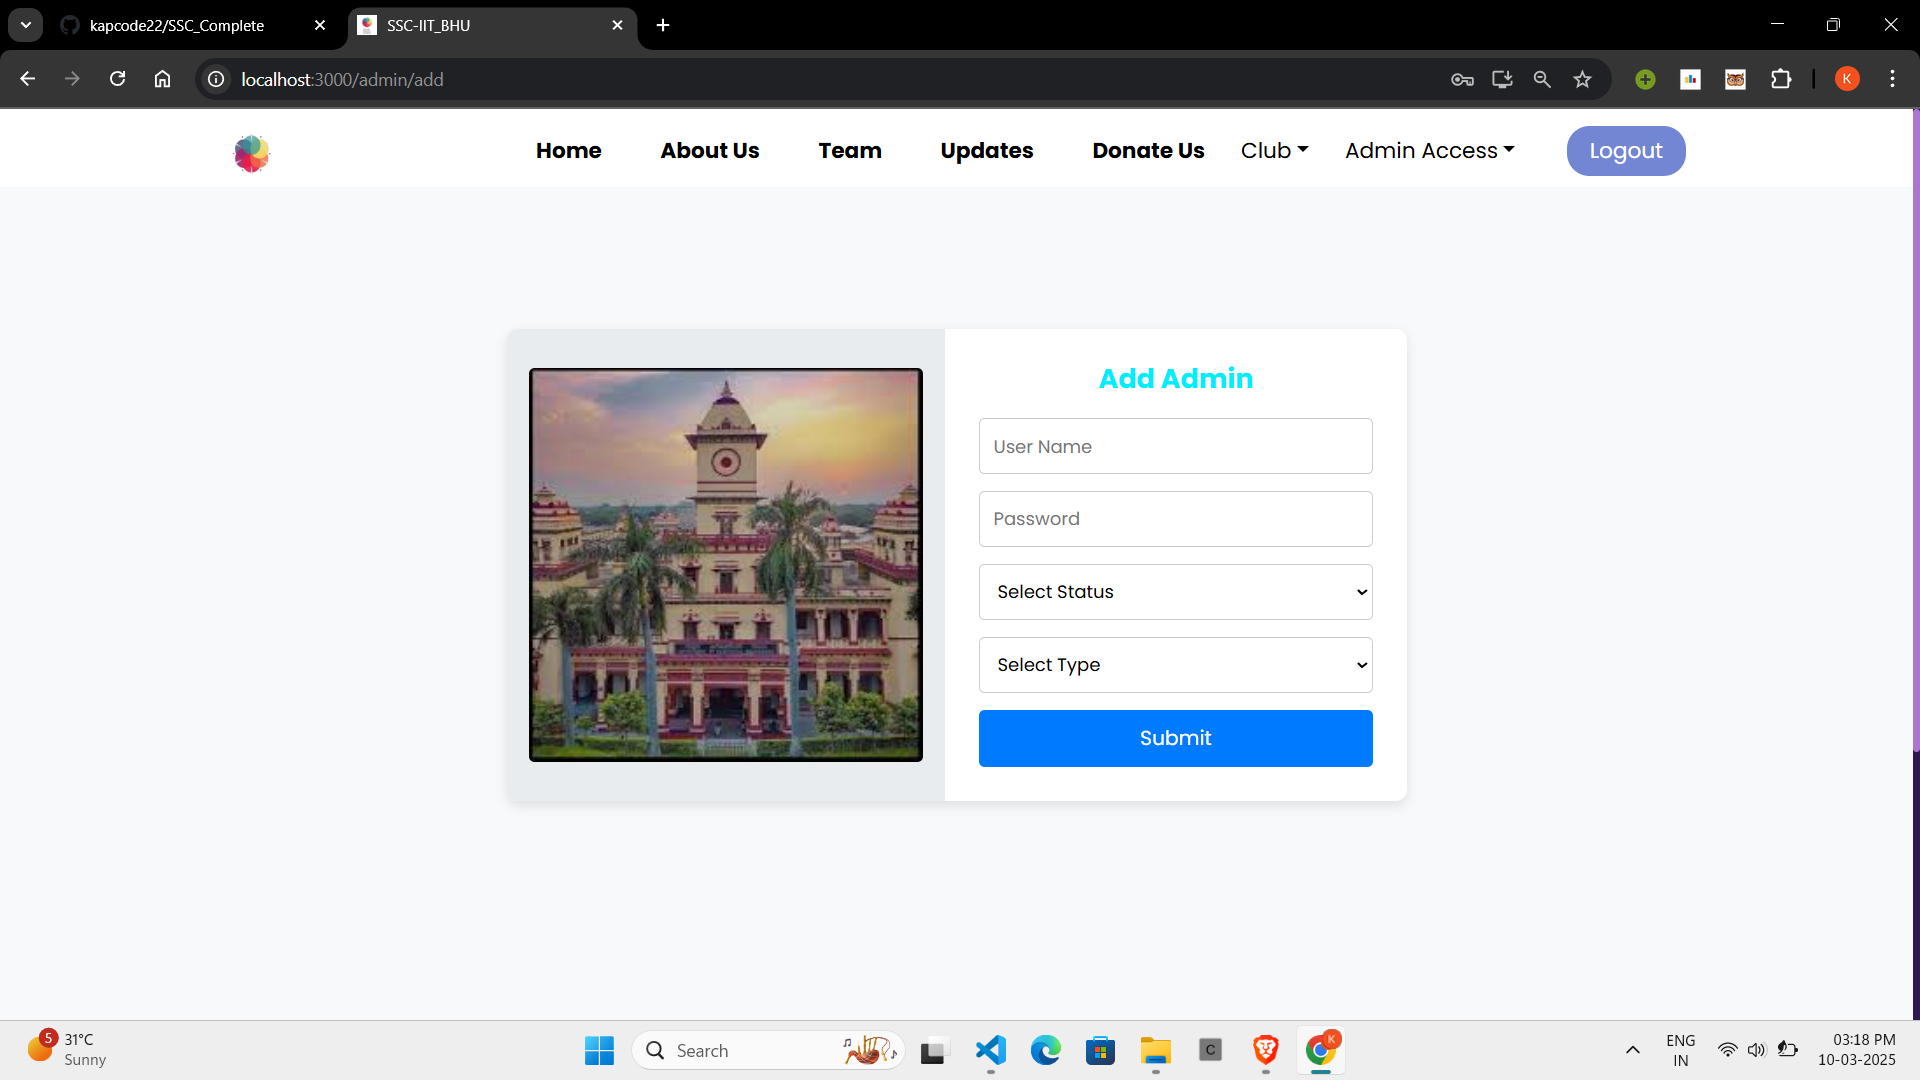 kapcode22/SSC_Complete
SSC-IIT_BHU
localhost:3000/admin/add
K
Home
About Us
Team
Updates
Donate Us
Club
Admin Access
Logout
Add Admin
User Name
Password
Select Status
Select Type
Submit
5
31°C
Sunny
Search
C
K
ENG
IN
03:18 PM
10-03-2025